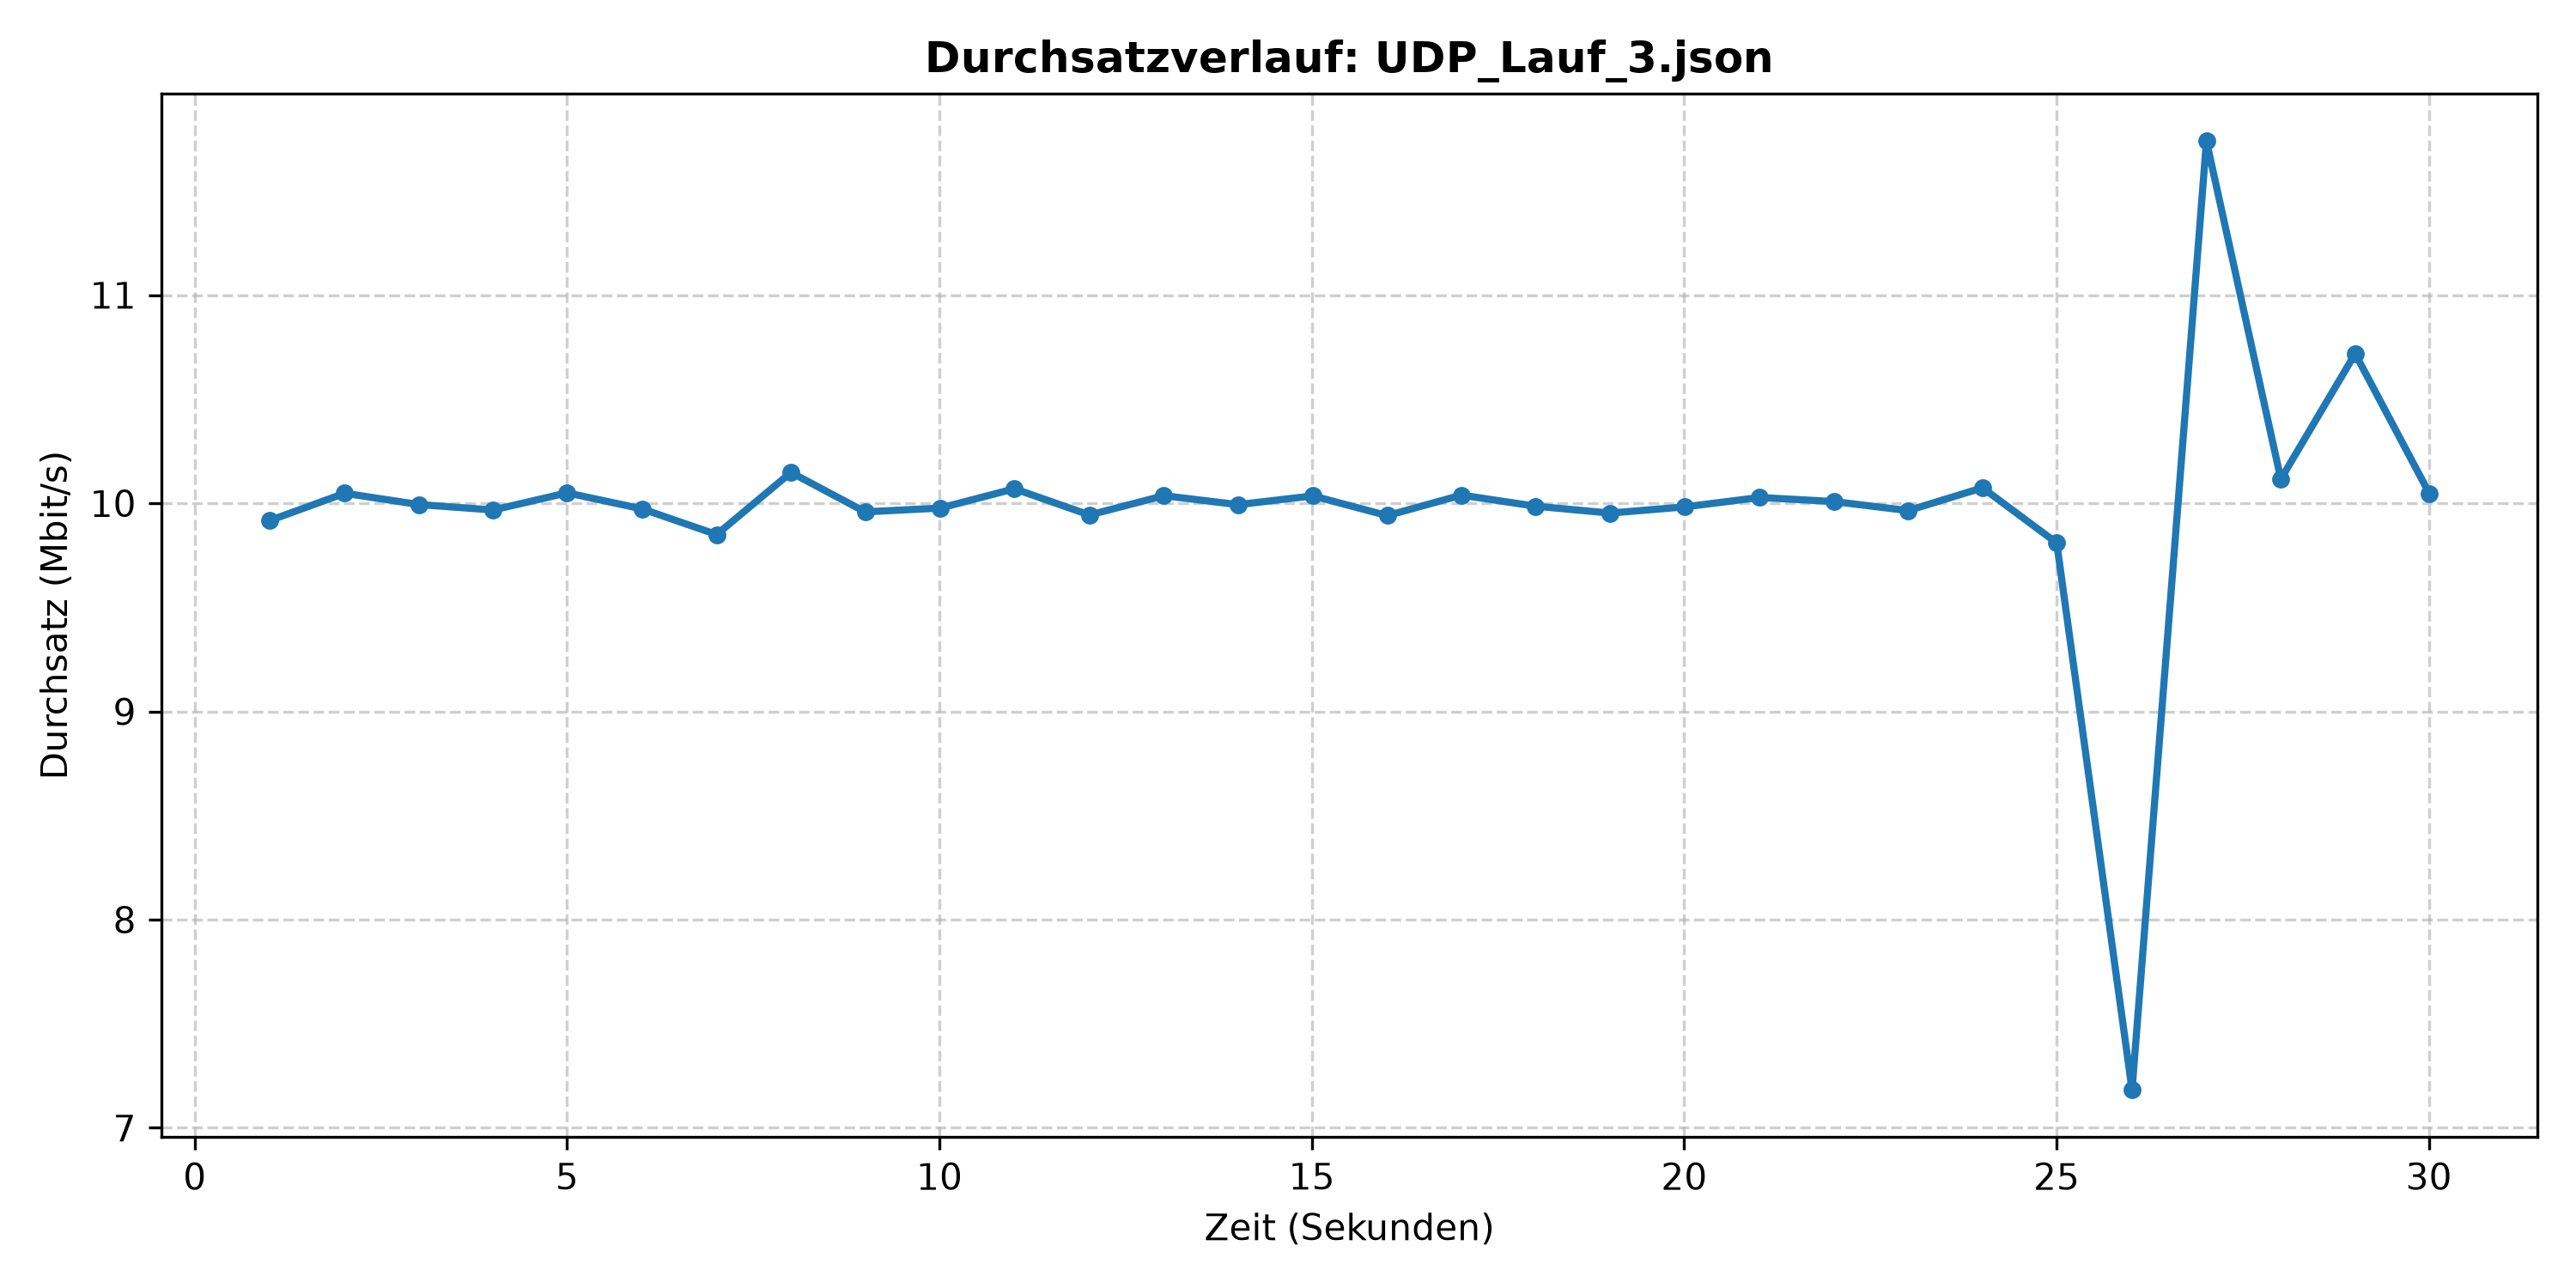 Durchsatzverlauf: UDP_Lauf_3.json
Durchsatz (Mbit/s)
11
10
9
8
7
0 5 10 15 20 25 30
Zeit (Sekunden)